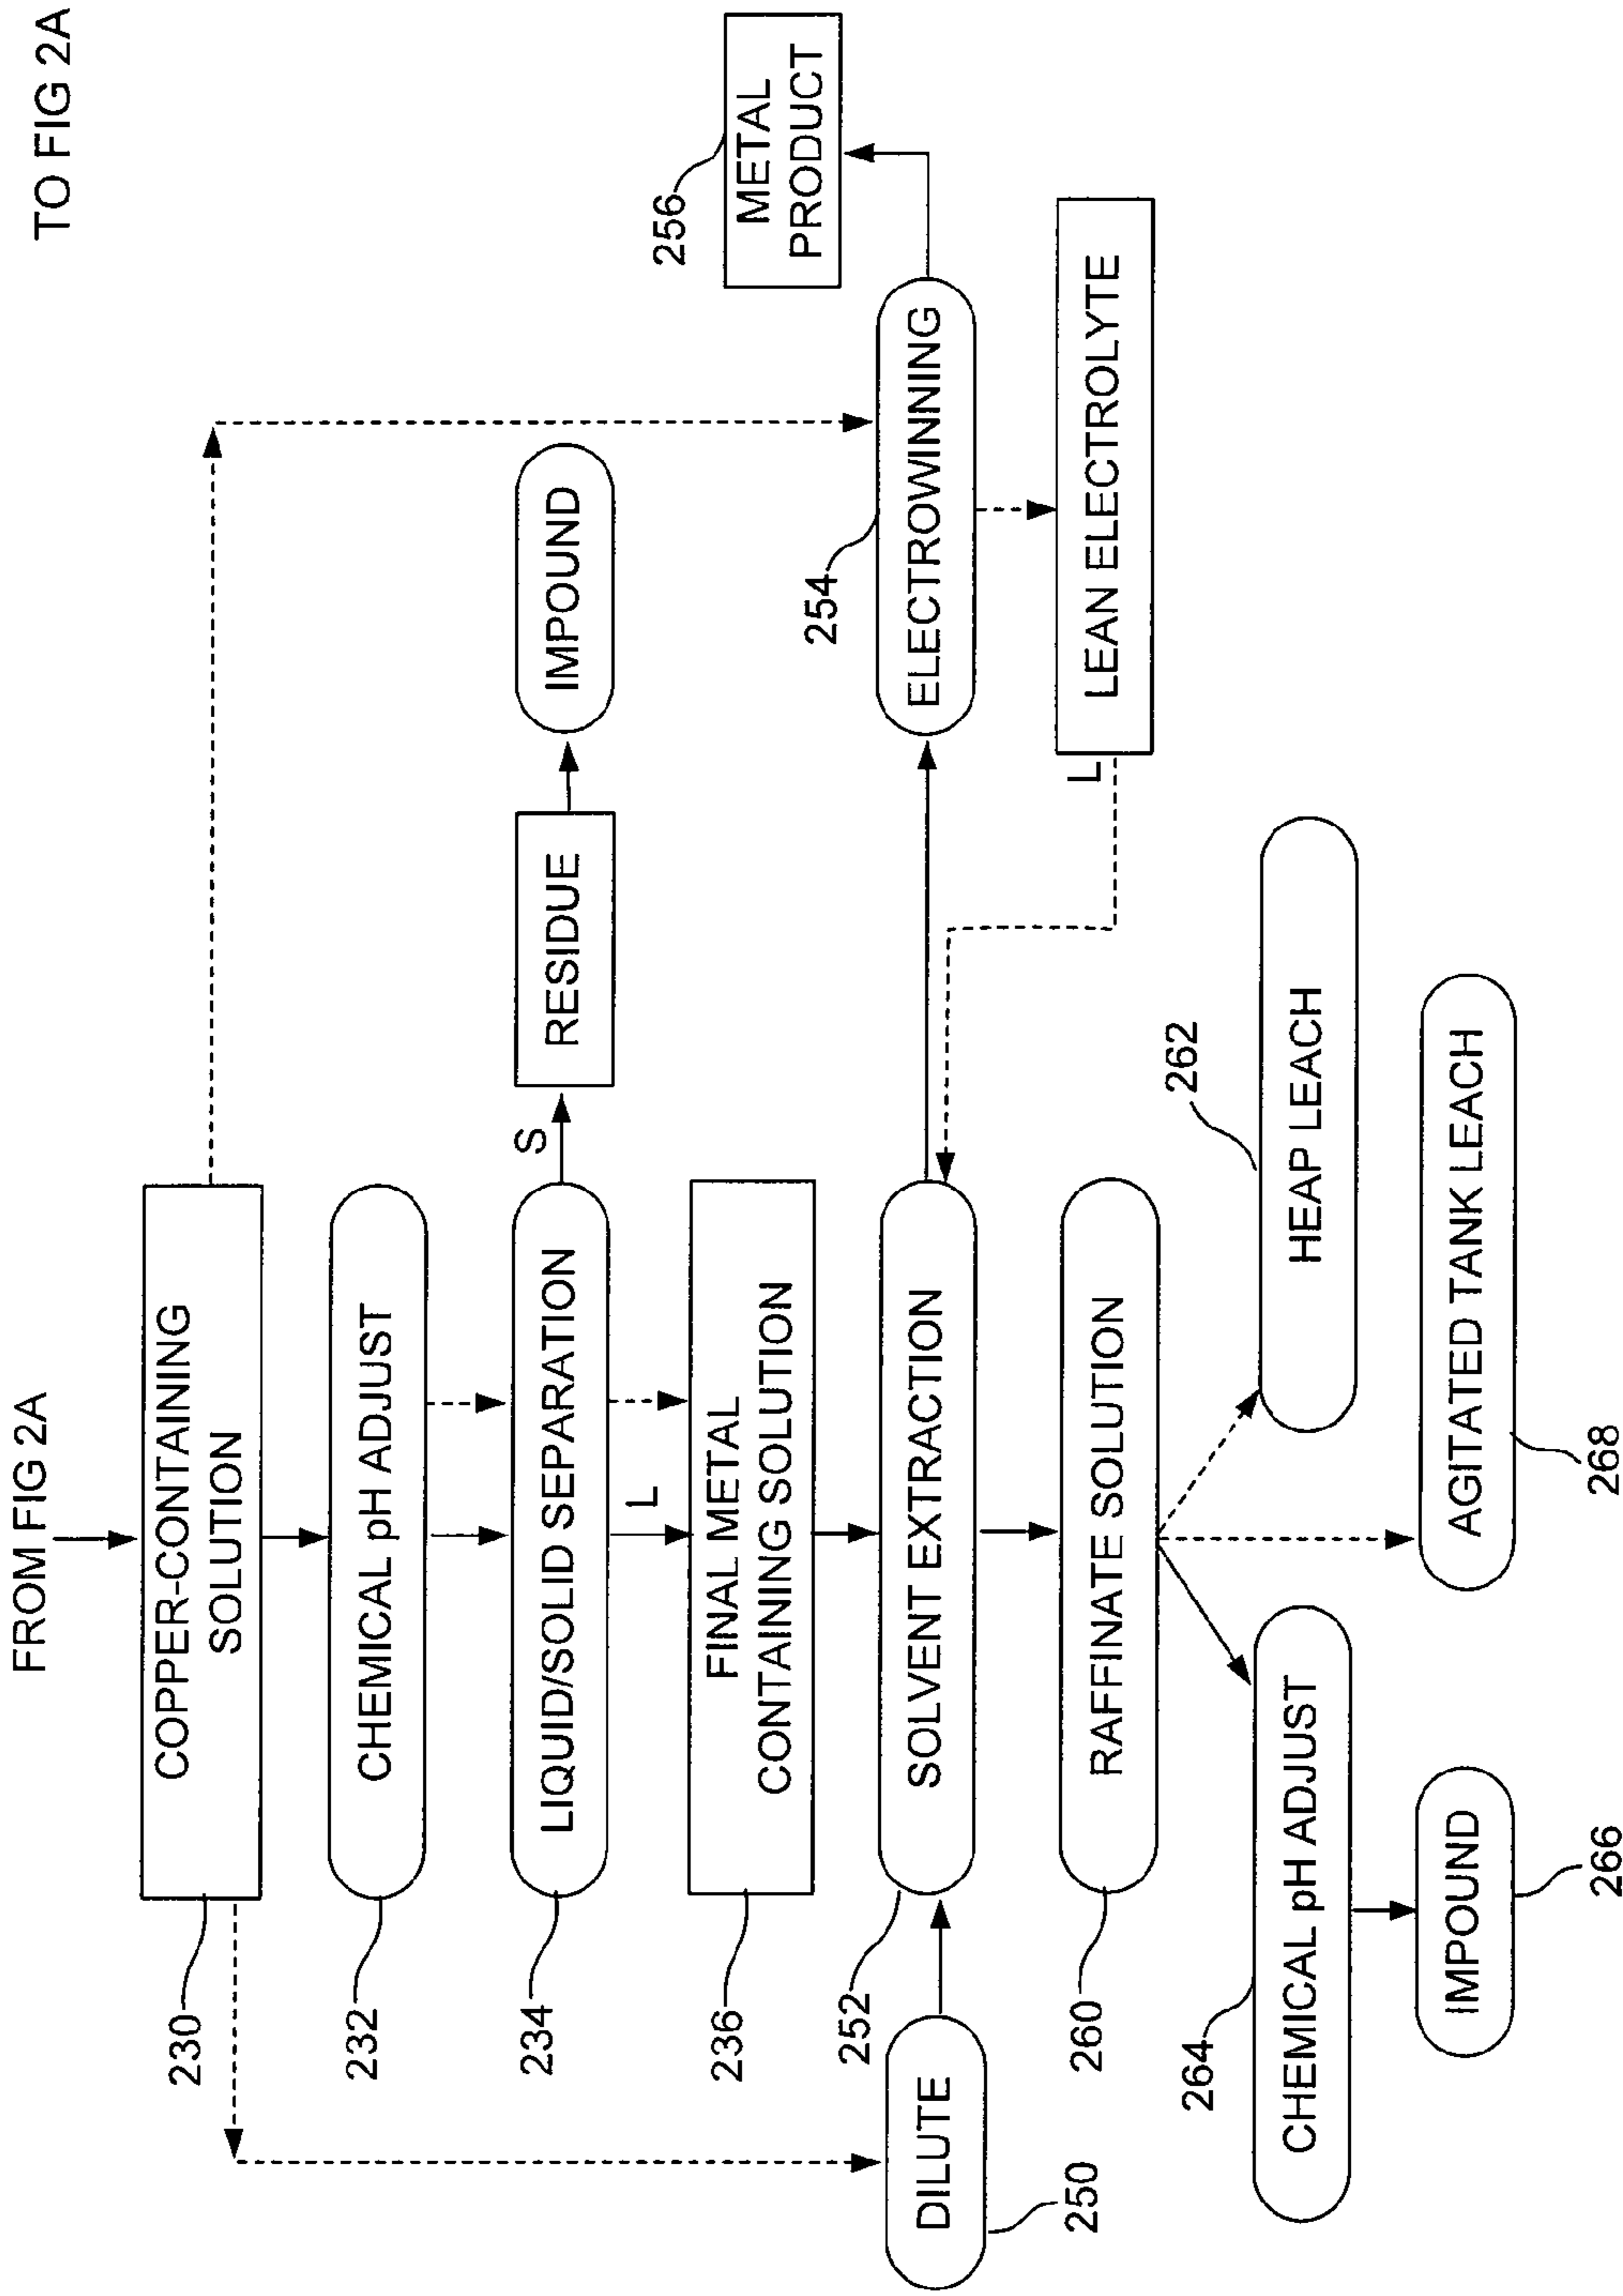 TO FIG 2A
FROM FIG 2A
COPPER-CONTAINING
SOLUTION
230
CHEMICAL pH ADJUST
232
LIQUID/SOLID SEPARATION
234
S
RESIDUE
IMPOUND
L
FINAL METAL
CONTAINING SOLUTION
236
256
METAL
PRODUCT
DILUTE
250
252
SOLVENT EXTRACTION
254
ELECTROWINNING
L
LEAN ELECTROLYTE
260
RAFFINATE SOLUTION
264
CHEMICAL pH ADJUST
262
HEAP LEACH
IMPOUND
266
AGITATED TANK LEACH
268